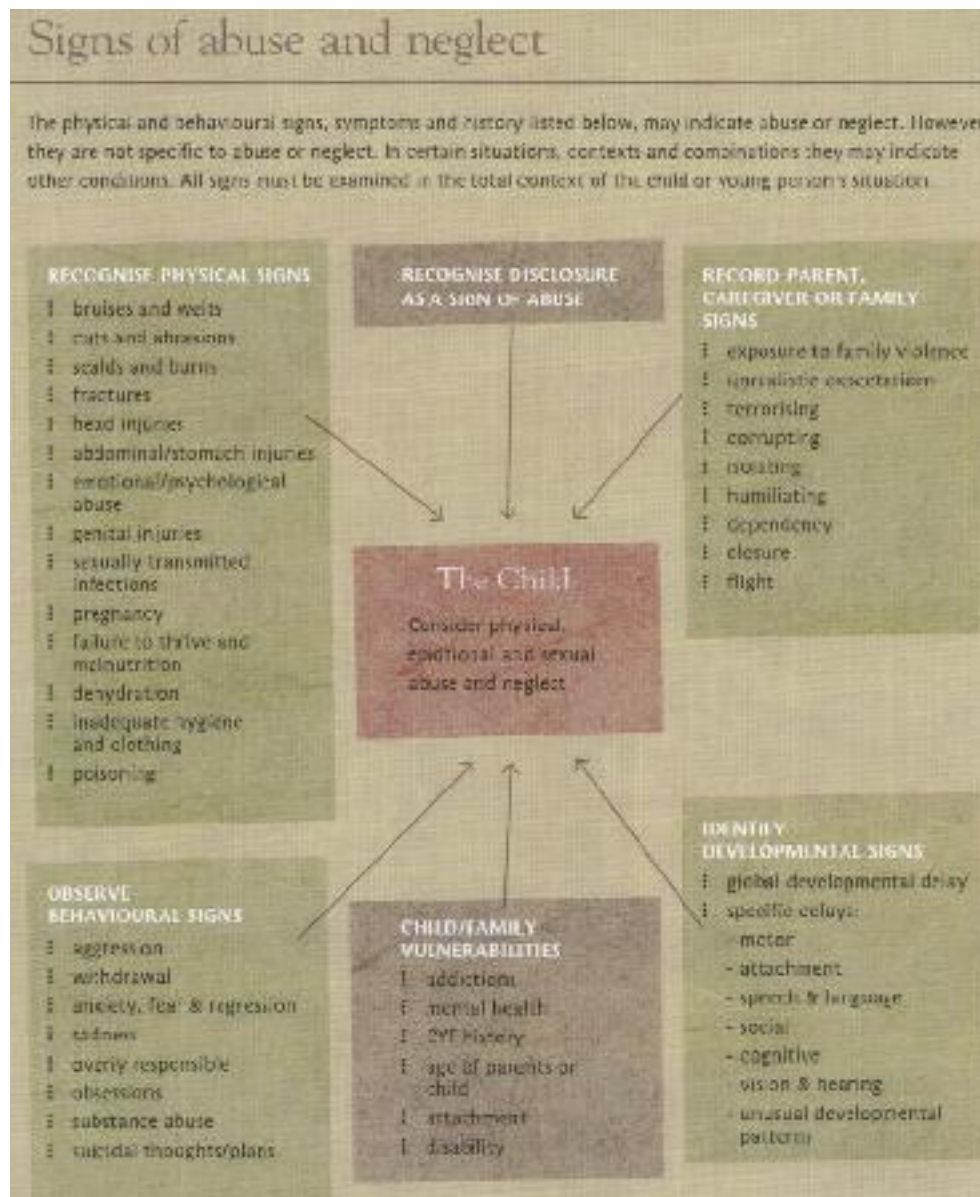 Signs of abuse and neglect
The physical and behavioural signs, symptoms and history listed below, may indicate abuse or neglect. However
they are not specific to abuse or neglect. In certain situations, contexts and combinations they may indicate
other conditions. All signs must be examined in the total context of the child or young person's situation.
RECOGNISE PHYSICAL SIGNS
bruises and welts
cuts and abrasions
scalds and burns
fractures
head injuries
abdominal/stomach injuries
emotional/psychological
abuse
genital injuries
sexually transmitted
infections
pregnancy
failure to thrive and
malnutrition
dehydration
inadequate hygiene
and clothing
poisoning
RECOGNISE DISCLOSURE
AS A SIGN OF ABUSE
RECORD PARENT,
CAREGIVER OR FAMILY
SIGNS
exposure to family violence
unrealistic expectations
terrorising
corrupting
isolating
humiliating
dependency
closure
flight
The Child
Consider physical,
emotional and sexual
abuse and neglect
OBSERVE
BEHAVIOURAL SIGNS
aggression
withdrawal
anxiety, fear & regression
sadness
overly responsible
obsessions
substance abuse
suicidal thoughts/plans
CHILD/FAMILY
VULNERABILITIES
addictions
mental health
CYF history
age of parents or
child
attachment
disability
IDENTIFY
DEVELOPMENTAL SIGNS
global developmental delay
specific delays:
- motor
- attachment
- speech & language
- social
- cognitive
- vision & hearing
- unusual developmental
patterns